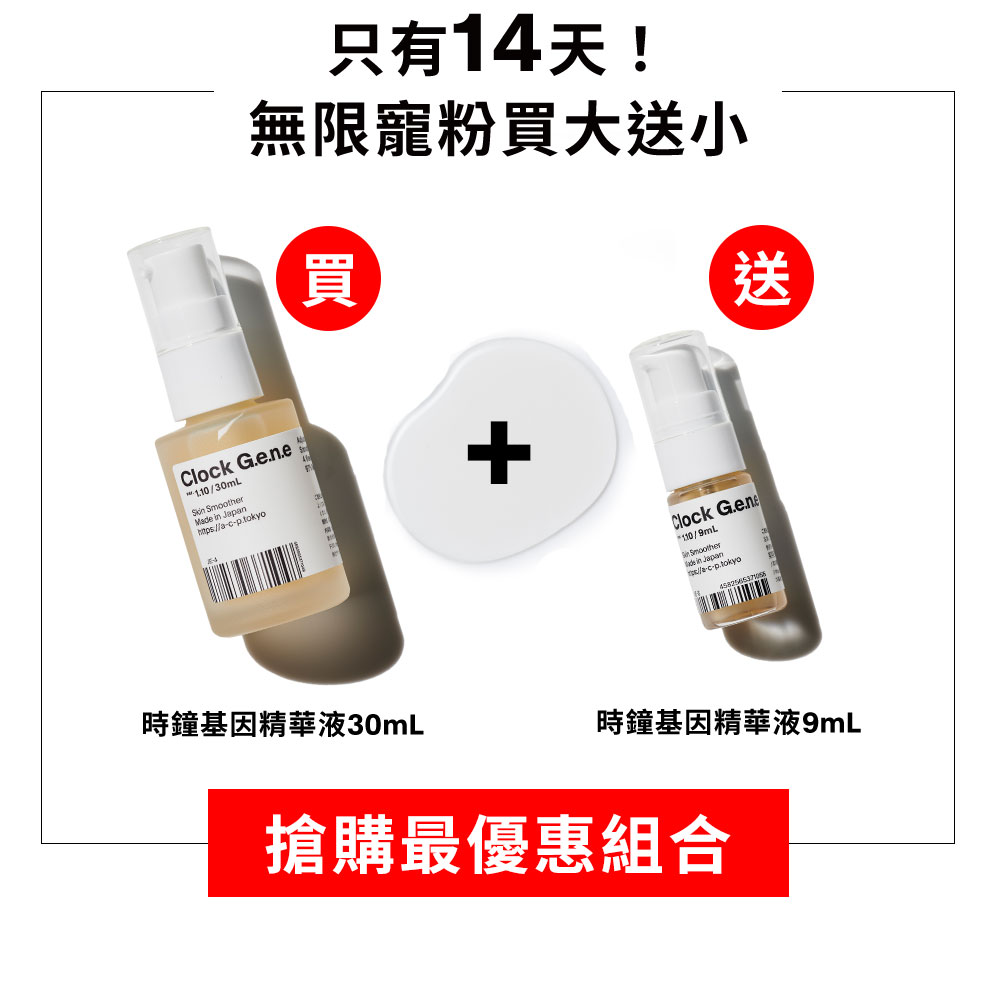 只有14天！
無限寵粉買大送小
買
送
+
Clock G.e.n.e
1.10 / 30mL
Skin Smoother
Made in Japan
https://a-c-p.tokyo
Clock G.e.n.e
1.10 / 9mL
Skin Smoother
Made in Japan
https://a-c-p.tokyo
時鐘基因精華液30mL
時鐘基因精華液9mL
搶購最優惠組合